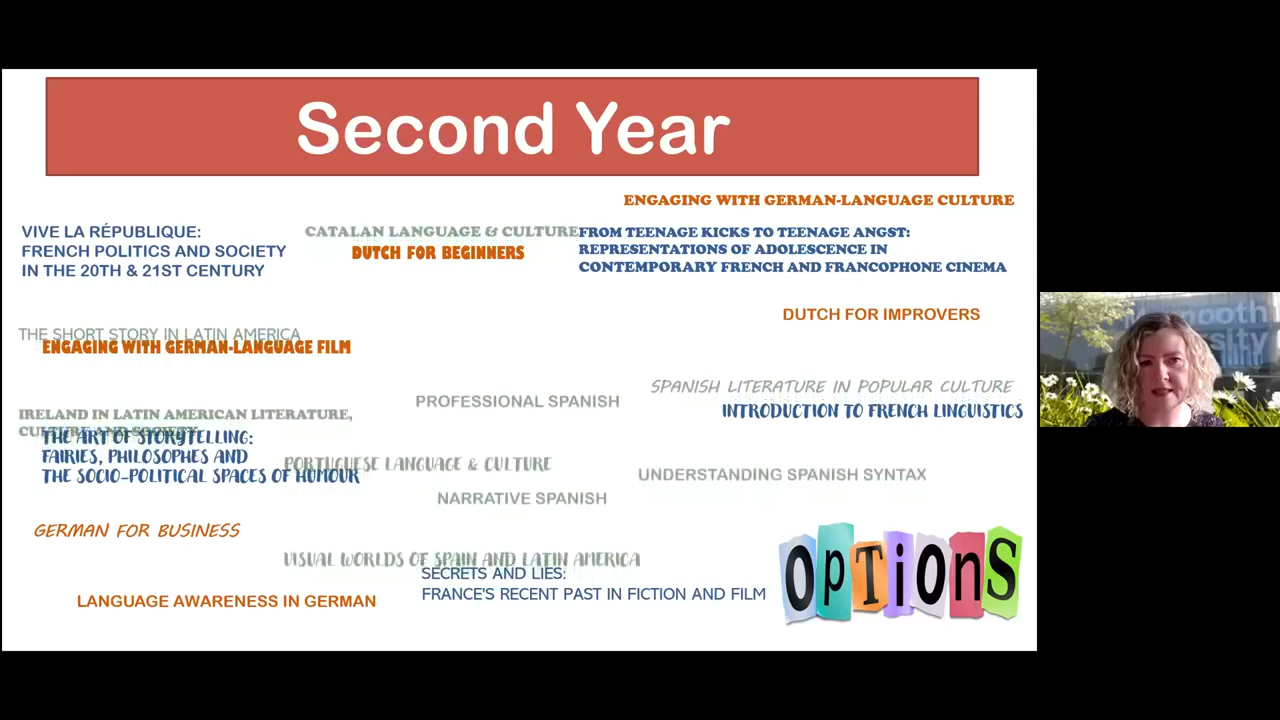 Second Year
ENGAGING WITH GERMAN-LANGUAGE CULTURE
VIVE LA RÉPUBLIQUE:
FRENCH POLITICS AND SOCIETY
IN THE 20TH & 21ST CENTURY
CATALAN LANGUAGE & CULTURE
DUTCH FOR BEGINNERS
FROM TEENAGE KICKS TO TEENAGE ANGST:
REPRESENTATIONS OF ADOLESCENCE IN
CONTEMPORARY FRENCH AND FRANCOPHONE CINEMA
DUTCH FOR IMPROVERS
THE SHORT STORY IN LATIN AMERICA
ENGAGING WITH GERMAN-LANGUAGE FILM
PROFESSIONAL SPANISH
SPANISH LITERATURE IN POPULAR CULTURE
INTRODUCTION TO FRENCH LINGUISTICS
IRELAND IN LATIN AMERICAN LITERATURE,
CULTURE AND SOCIETY
THE ART OF STORYTELLING:
FAIRIES, PHILOSOPHES AND
THE SOCIO-POLITICAL SPACES OF HUMOUR
PORTUGUESE LANGUAGE & CULTURE
UNDERSTANDING SPANISH SYNTAX
NARRATIVE SPANISH
GERMAN FOR BUSINESS
VISUAL WORLDS OF SPAIN AND LATIN AMERICA
SECRETS AND LIES:
FRANCE'S RECENT PAST IN FICTION AND FILM
LANGUAGE AWARENESS IN GERMAN
OpTiOnS